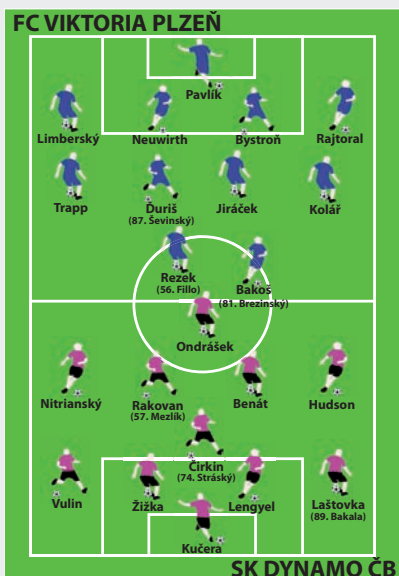 FC VIKTORIA PLZEŇ
Pavlík
Limberský Neuwirth Bystroň Rajtoral
Trapp Ďuriš Jiráček Kolář
(87. Ševinský)
Rezek Bakoš
(56. Fillo) (81. Brezinský)
Ondrášek
Nitrianský Rakovan Benát Hudson
(57. Mezlík)
Čirkin
(74. Stráský)
Vulin Žižka Lengyel Laštovka
(89. Bakala)
Kučera
SK DYNAMO ČB